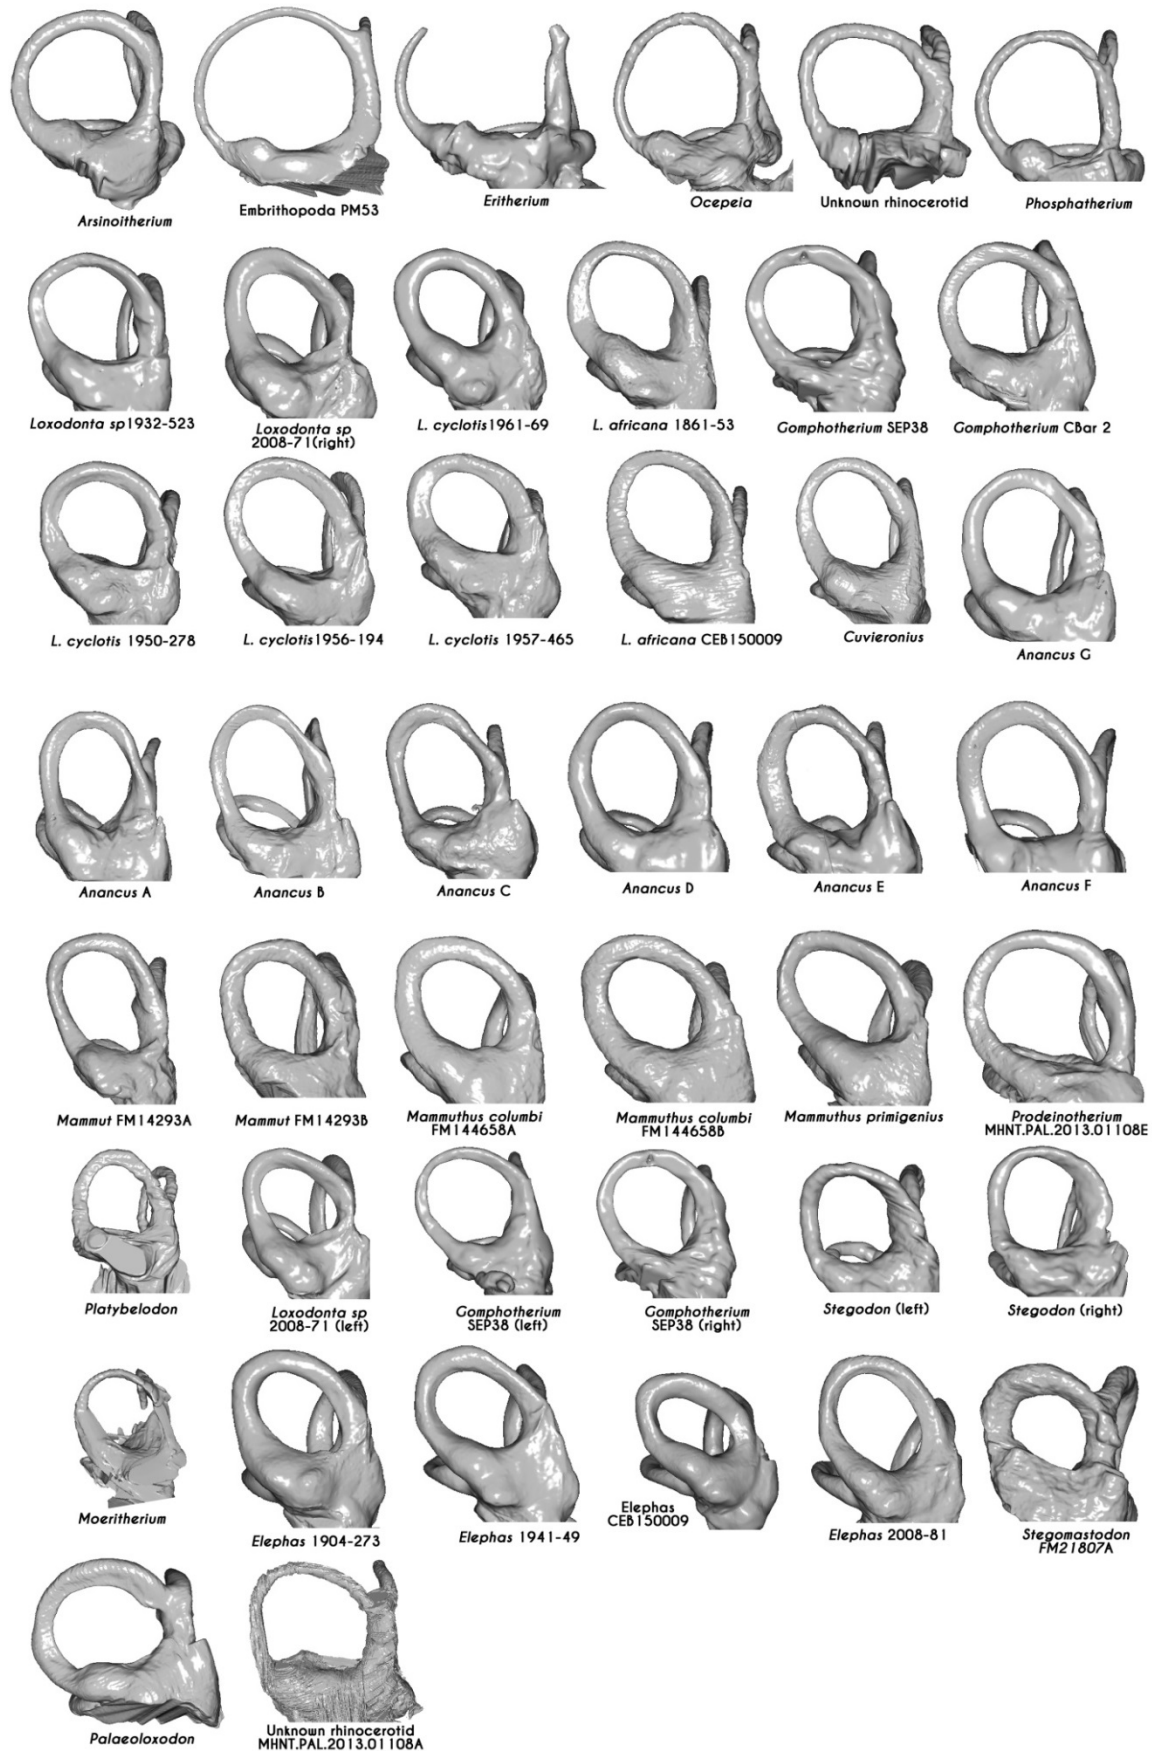 Arsinoitherium
Embrithopoda PM53
Eritherium
Ocepeia
Unknown rhinocerotid
Phosphatherium
Loxodonta sp1932-523
Loxodonta sp
2008-71(right)
L. cyclotis1961-69
L. africana 1861-53
Gomphotherium SEP38
Gomphotherium CBar 2
L. cyclotis 1950-278
L. cyclotis1956-194
L. cyclotis 1957-465
L. africana CEB150009
Cuvieronius
Anancus G
Anancus A
Anancus B
Anancus C
Anancus D
Anancus E
Anancus F
Mammut FM14293A
Mammut FM14293B
Mammuthus columbi
FM144658A
Mammuthus columbi
FM144658B
Mammuthus primigenius
Prodeinotherium
MHNT.PAL.2013.01108E
Platybelodon
Loxodonta sp
2008-71 (left)
Gomphotherium
SEP38 (left)
Gomphotherium
SEP38 (right)
Stegodon (left)
Stegodon (right)
Moeritherium
Elephas 1904-273
Elephas 1941-49
Elephas
CEB150009
Elephas 2008-81
Stegomastodon
FM21807A
Palaeoloxodon
Unknown rhinocerotid
MHNT.PAL.2013.01108A